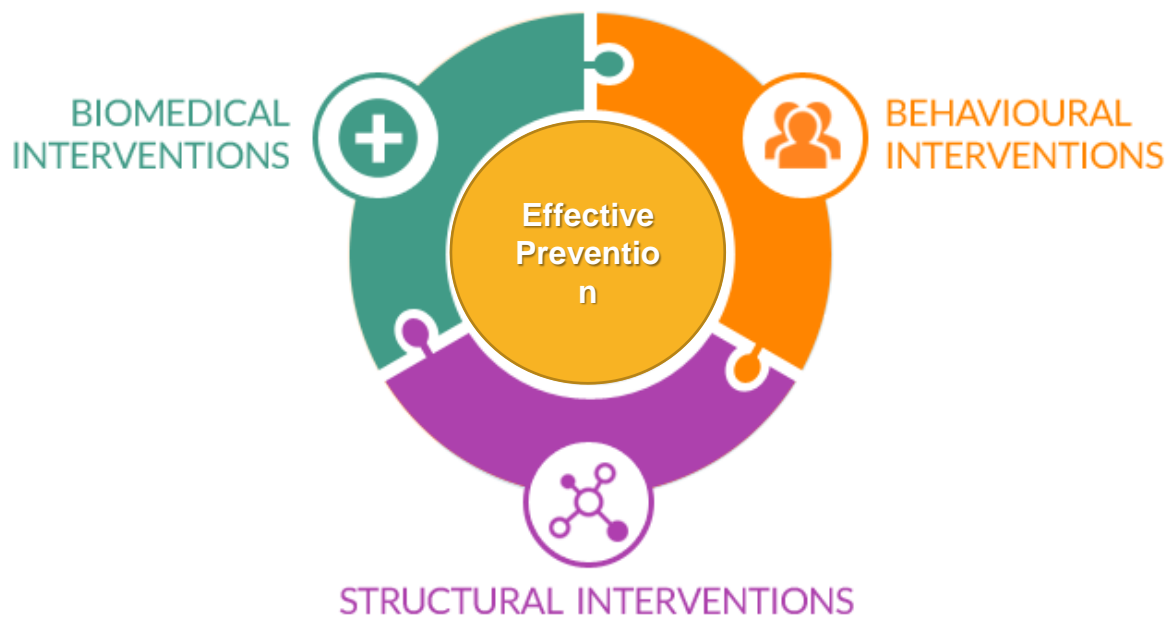 BIOMEDICAL
INTERVENTIONS
BEHAVIOURAL
INTERVENTIONS
Effective
Preventio
n
STRUCTURAL INTERVENTIONS